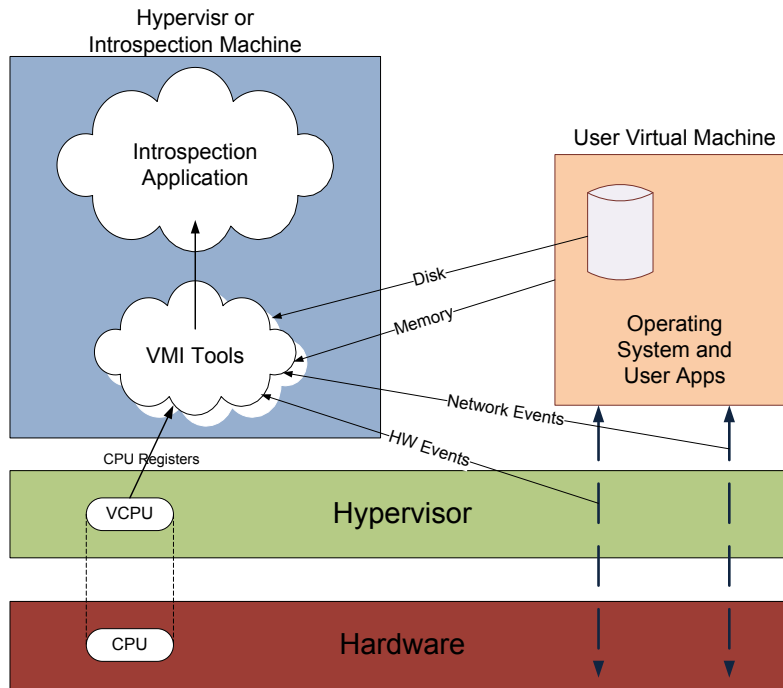 Hypervisr or
Introspection Machine
Introspection
Application
User Virtual Machine
Disk
Memory
VMI Tools
Operating
System and
User Apps
Network Events
HW Events
CPU Registers
VCPU
Hypervisor
CPU
Hardware